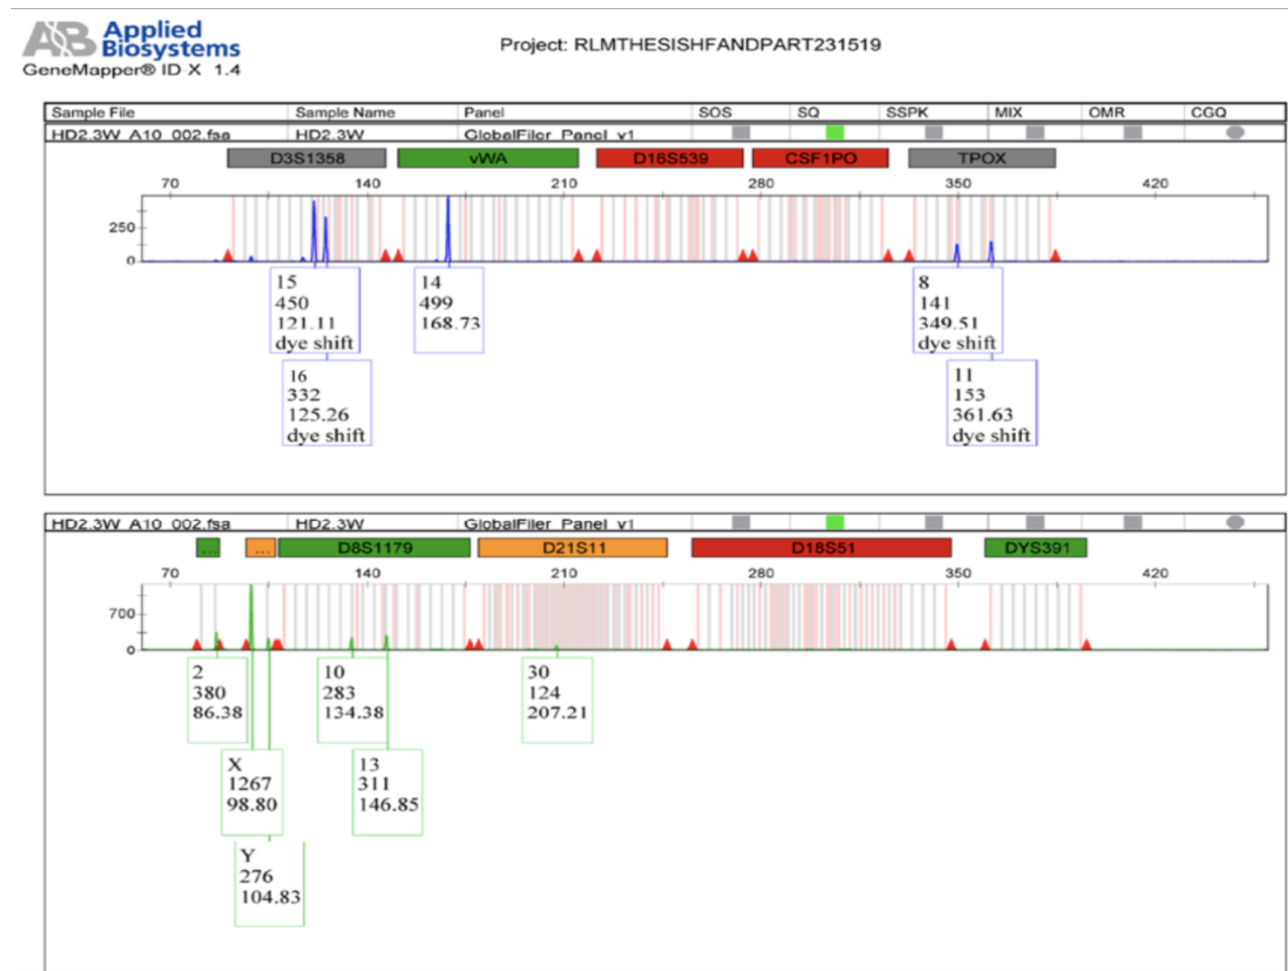 AB Applied
Biosystems
GeneMapper® ID-X 1.4
Project: RLMTHESISHFANDPART231519
Sample File Sample Name Panel SOS SQ SSPK MIX OMR CGQ
HD2.3W_A10_002.fsa HD2.3W GlobalFiler_Panel_v1
D3S1358 vWA D16S539 CSF1PO TPOX
70 140 210 280 350 420
250
0
15
450
121.11
dye shift
16
332
125.26
dye shift
14
499
168.73
8
141
349.51
dye shift
11
153
361.63
dye shift
HD2.3W_A10_002.fsa HD2.3W GlobalFiler_Panel_v1
... ... D8S1179 D21S11 D18S51 DYS391
70 140 210 280 350 420
700
0
2
380
86.38
X
1267
98.80
Y
276
104.83
10
283
134.38
13
311
146.85
30
124
207.21